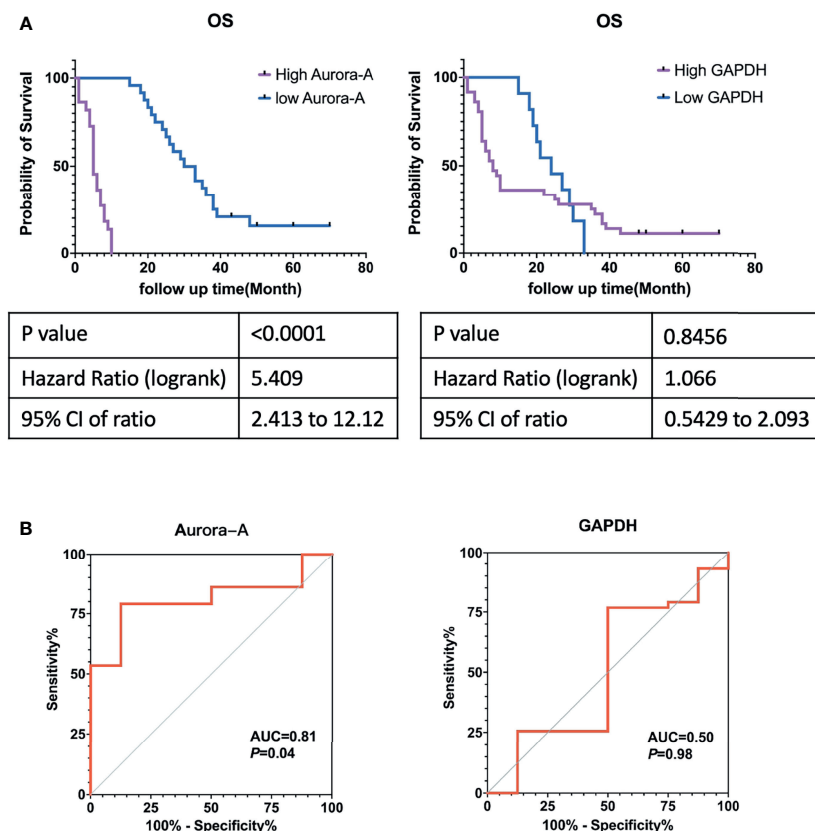 A
OS
High Aurora-A
low Aurora-A
Probability of Survival
100
50
0
0 20 40 60 80
follow up time(Month)
P value <0.0001
Hazard Ratio (logrank) 5.409
95% CI of ratio 2.413 to 12.12
OS
High GAPDH
Low GAPDH
Probability of Survival
100
50
0
0 20 40 60 80
follow up time(Month)
P value 0.8456
Hazard Ratio (logrank) 1.066
95% CI of ratio 0.5429 to 2.093
B
Aurora–A
Sensitivity%
100
75
50
25
0
0 25 50 75 100
100% - Specificity%
AUC=0.81
P=0.04
GAPDH
Sensitivity%
100
75
50
25
0
0 25 50 75 100
100% - Specificity%
AUC=0.50
P=0.98